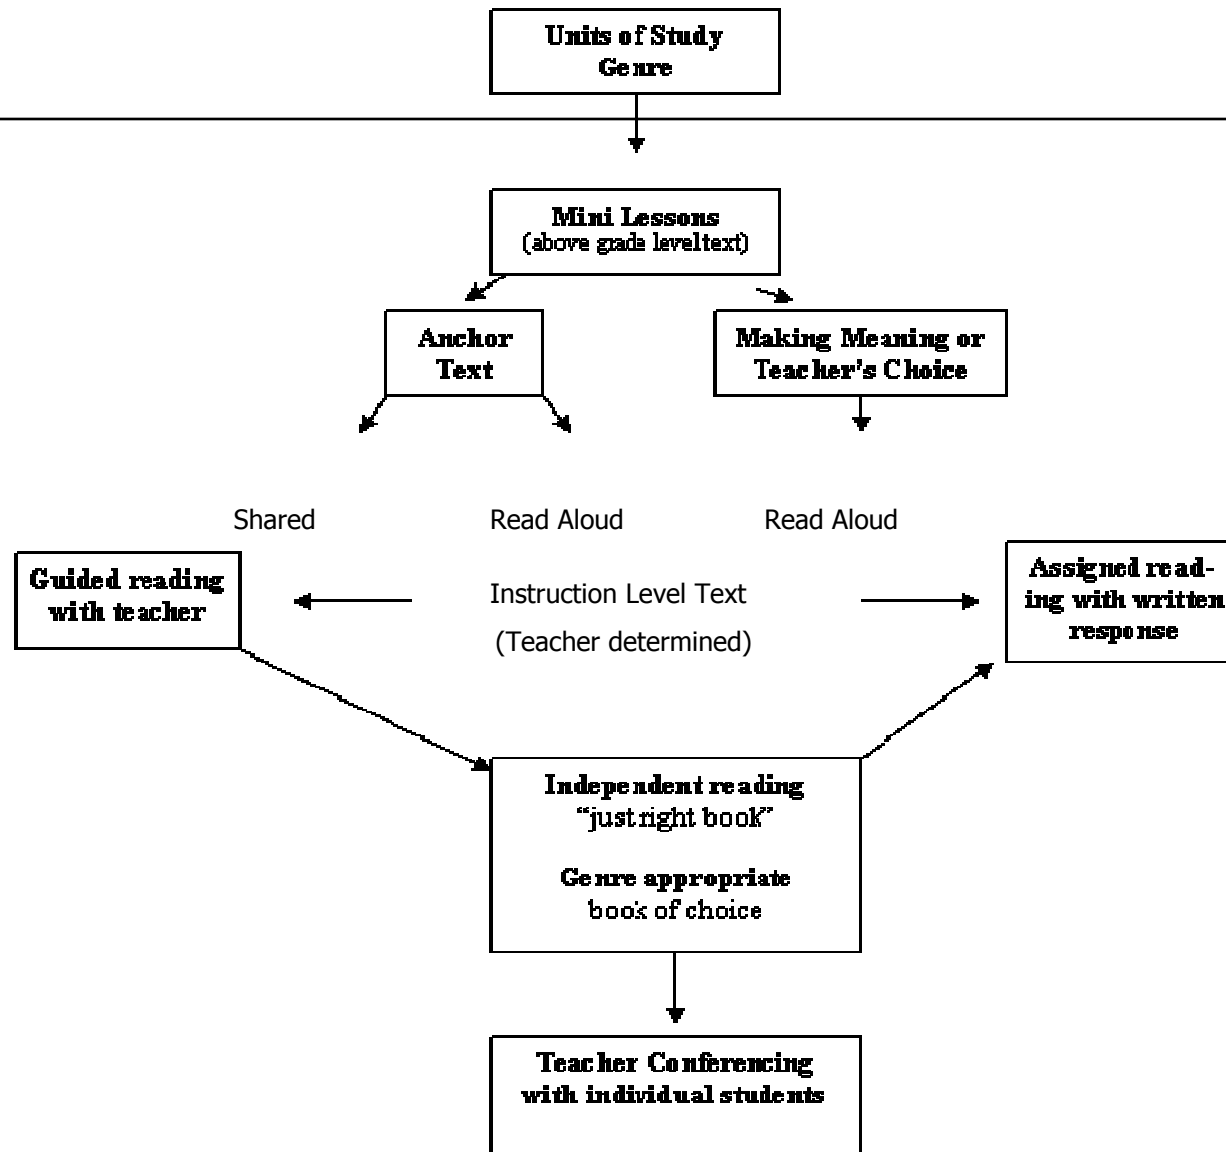 Units of Study
Genre
Mini Lessons
(above grade level text)
Anchor
Text
Making Meaning or
Teacher's Choice
Shared
Read Aloud
Read Aloud
Guided reading
with teacher
Instruction Level Text
(Teacher determined)
Assigned read-
ing with written
response
Independent reading
“just right book”
Genre appropriate
book of choice
Teacher Conferencing
with individual students